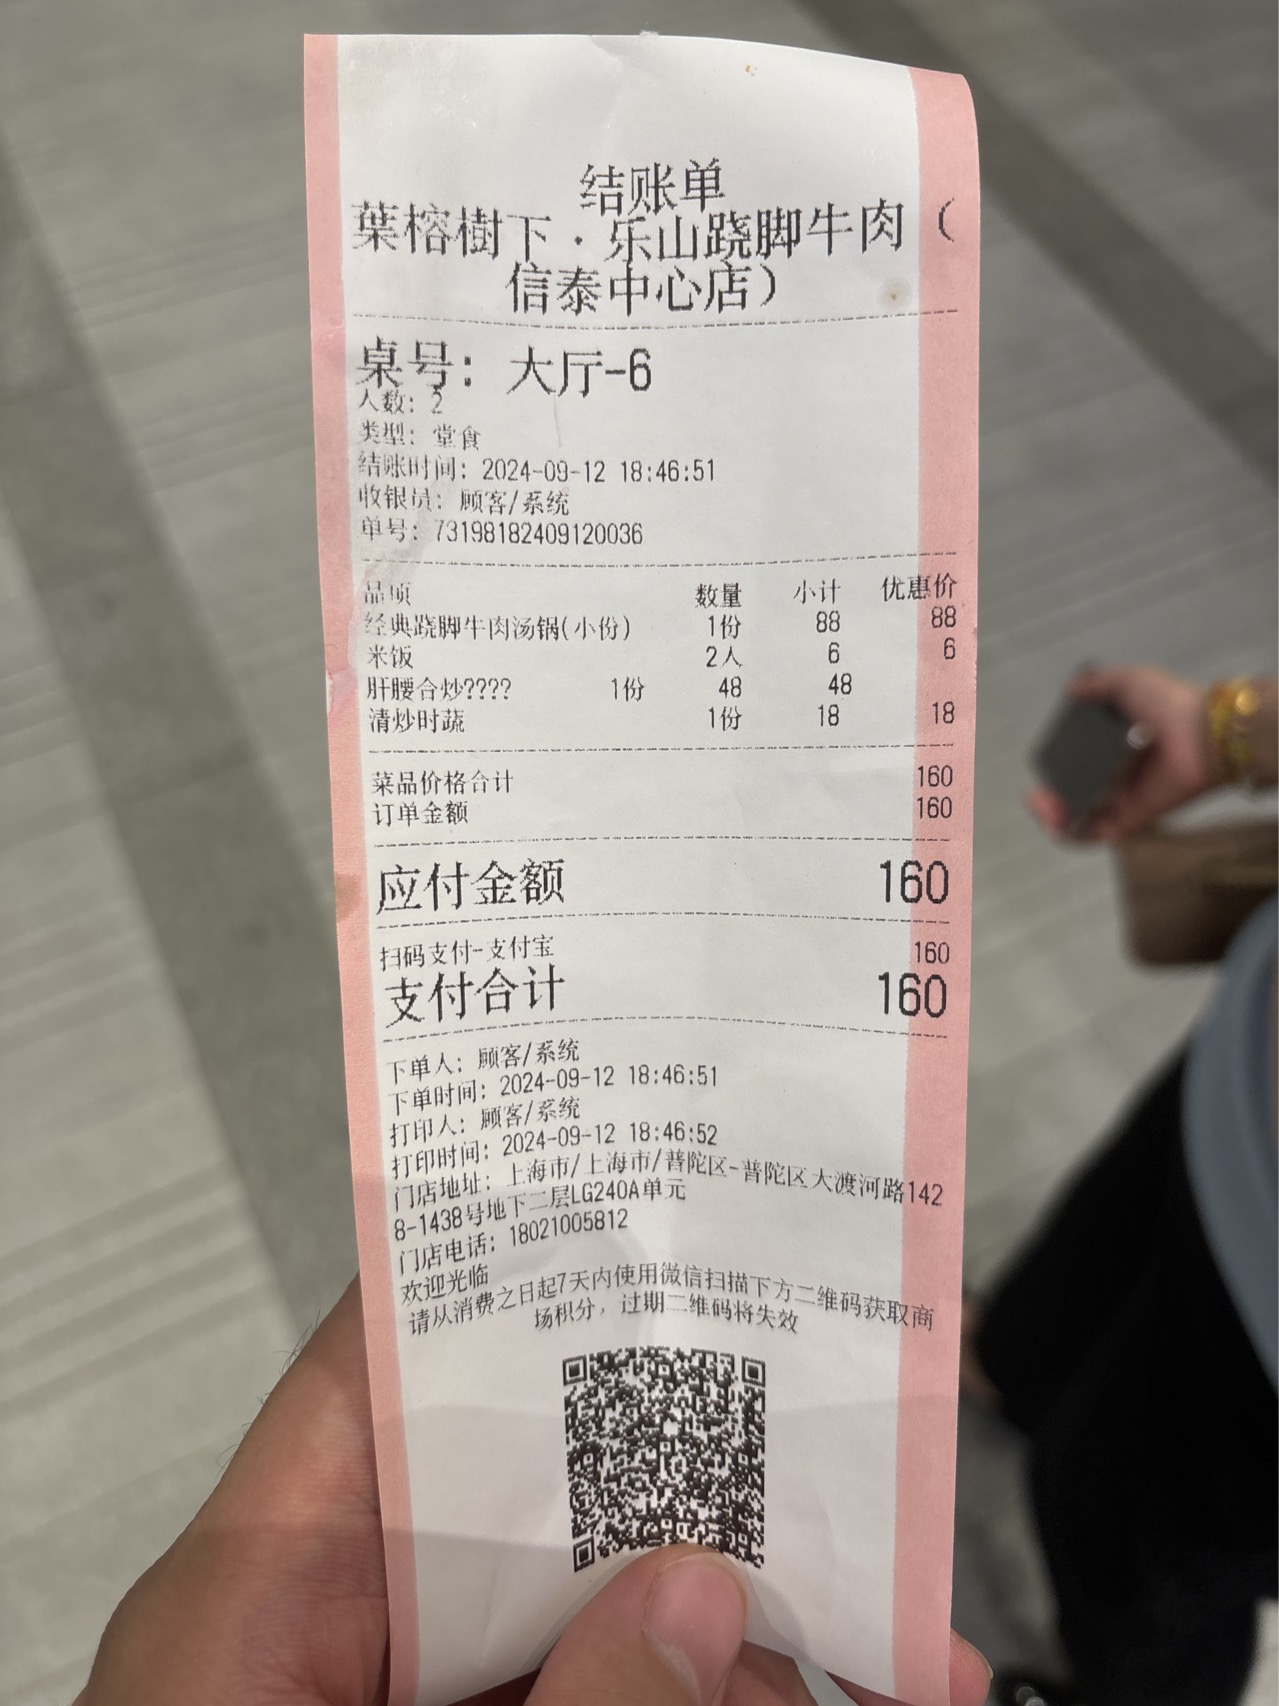 结账单
葉榕樹下·乐山跷脚牛肉（
信泰中心店）
桌号： 大厅-6
人数： 2
类型： 堂食
结账时间： 2024-09-12 18:46:51
收银员： 顾客/系统
单号： 73198182409120036
品项 数量 小计 优惠价
经典跷脚牛肉汤锅(小份) 1份 88 88
米饭 2人 6 6
肝腰合炒???? 1份 48 48
清炒时蔬 1份 18 18
菜品价格合计 160
订单金额 160
应付金额 160
扫码支付-支付宝 160
支付合计 160
下单人： 顾客/系统
下单时间： 2024-09-12 18:46:51
打印人： 顾客/系统
打印时间： 2024-09-12 18:46:52
门店地址： 上海市/上海市/普陀区-普陀区大渡河路142
8-1438号地下二层LG240A单元
门店电话： 18021005812
欢迎光临
请从消费之日起7天内使用微信扫描下方二维码获取商
场积分，过期二维码将失效